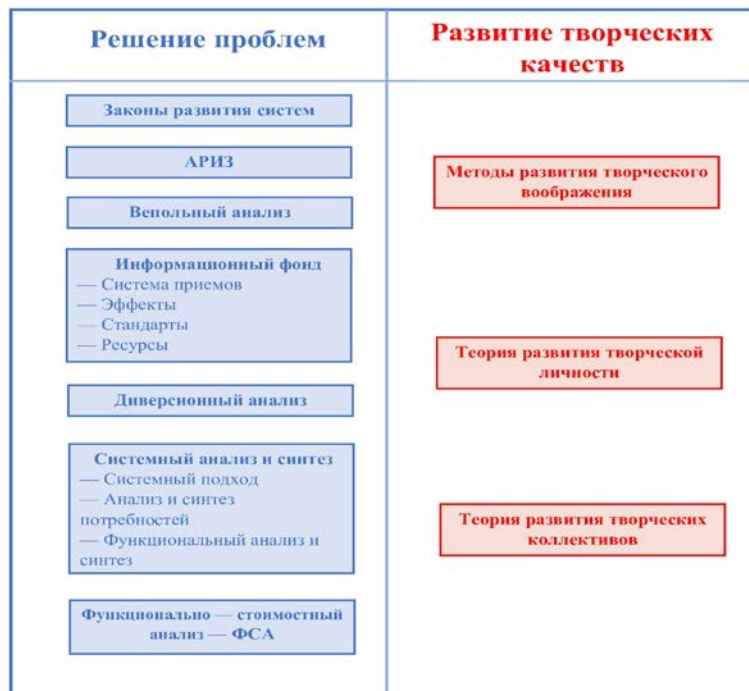 Решение проблем
Законы развития систем
АРИЗ
Вепольный анализ
Информационный фонд
— Система приемов
— Эффекты
— Стандарты
— Ресурсы
Диверсионный анализ
Системный анализ и синтез
— Системный подход
— Анализ и синтез
потребностей
— Функциональный анализ и
синтез
Функционально — стоимостный
анализ — ФСА
Развитие творческих
качеств
Методы развития творческого
воображения
Теория развития творческой
личности
Теория развития творческих
коллективов